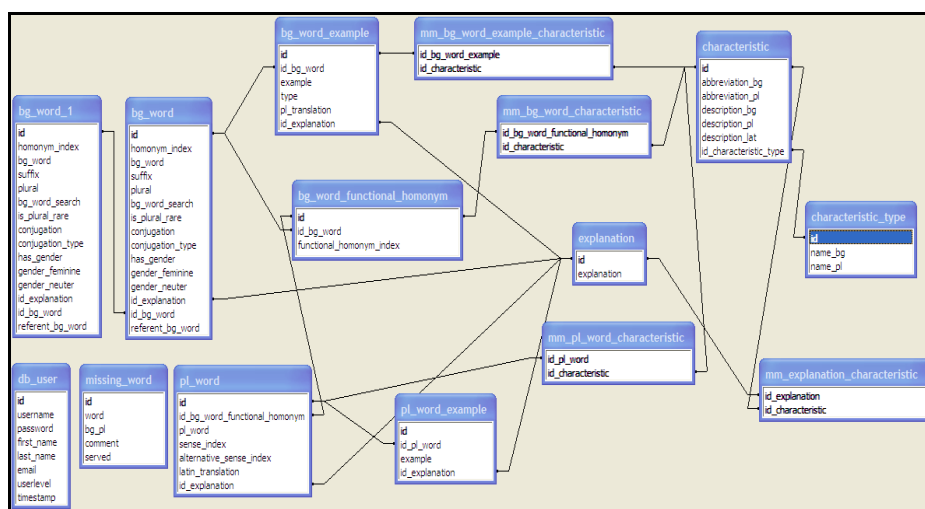 bg_word_example
id
id_bg_word
example
type
pl_translation
id_explanation
mm_bg_word_example_characteristic
id_bg_word_example
id_characteristic
characteristic
id
abbreviation_bg
abbreviation_pl
description_bg
description_pl
description_lat
id_characteristic_type
bg_word_1
id
homonym_index
bg_word
suffix
plural
bg_word_search
is_plural_rare
conjugation
conjugation_type
has_gender
gender_feminine
gender_neuter
id_explanation
id_bg_word
referent_bg_word
bg_word
id
homonym_index
bg_word
suffix
plural
bg_word_search
is_plural_rare
conjugation
conjugation_type
has_gender
gender_feminine
gender_neuter
id_explanation
id_bg_word
referent_bg_word
mm_bg_word_characteristic
id_bg_word_functional_homonym
id_characteristic
bg_word_functional_homonym
id
id_bg_word
functional_homonym_index
characteristic_type
id
name_bg
name_pl
explanation
id
explanation
mm_pl_word_characteristic
id_pl_word
id_characteristic
mm_explanation_characteristic
id_explanation
id_characteristic
db_user
id
username
password
first_name
last_name
email
userlevel
timestamp
missing_word
id
word
bg_pl
comment
served
pl_word
id
id_bg_word_functional_homonym
pl_word
sense_index
alternative_sense_index
latin_translation
id_explanation
pl_word_example
id
id_pl_word
example
id_explanation